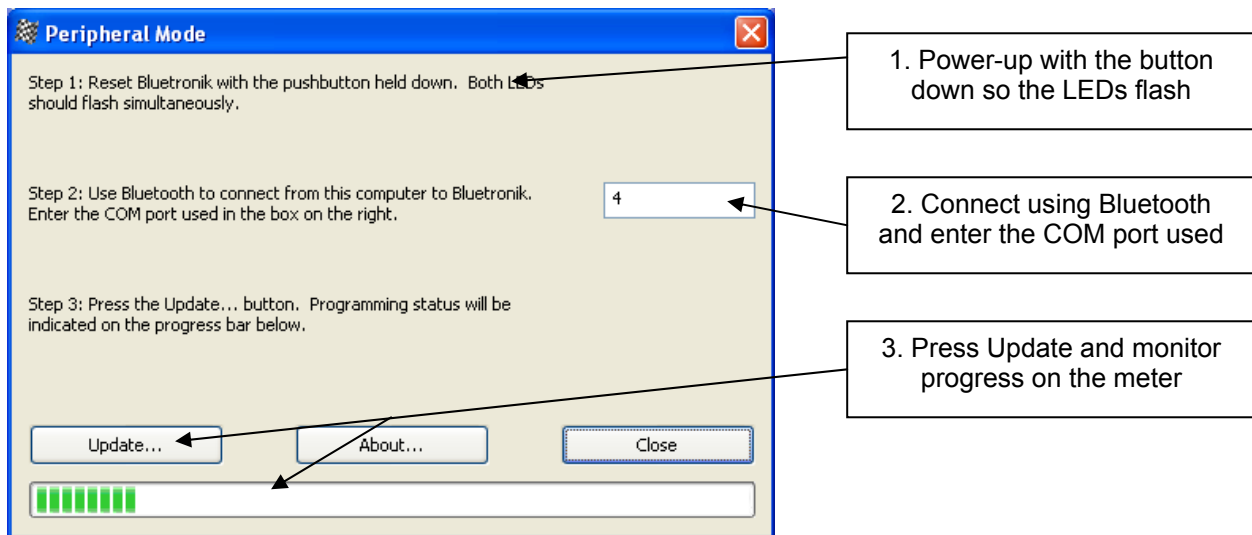 Peripheral Mode
Step 1: Reset Bluetronik with the pushbutton held down. Both LEDs
should flash simultaneously.
1. Power-up with the button
down so the LEDs flash
Step 2: Use Bluetooth to connect from this computer to Bluetronik.
Enter the COM port used in the box on the right.
4
2. Connect using Bluetooth
and enter the COM port used
Step 3: Press the Update... button. Programming status will be
indicated on the progress bar below.
3. Press Update and monitor
progress on the meter
Update...
About...
Close